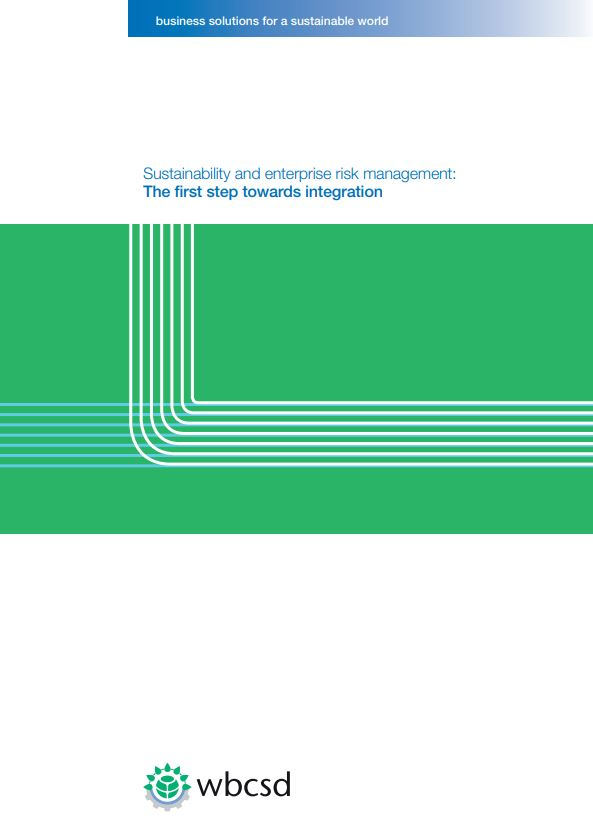 business solutions for a sustainable world
Sustainability and enterprise risk management:
The first step towards integration
wbcsd